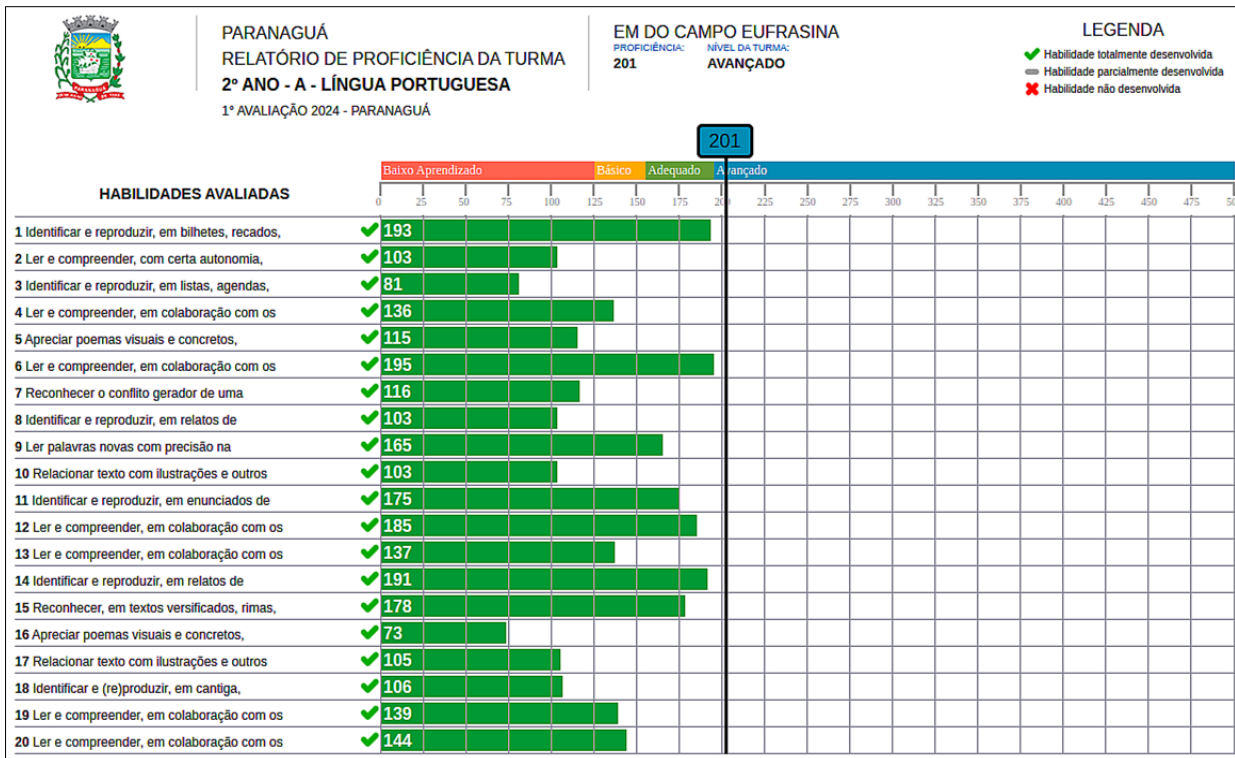 PARANAGUÁ
RELATÓRIO DE PROFICIÊNCIA DA TURMA
2º ANO - A - LÍNGUA PORTUGUESA
1º AVALIAÇÃO 2024 - PARANAGUÁ
EM DO CAMPO EUFRASINA
PROFICIÊNCIA: NÍVEL DA TURMA:
201 AVANÇADO
LEGENDA
Habilidade totalmente desenvolvida
Habilidade parcialmente desenvolvida
Habilidade não desenvolvida
201
Baixo Aprendizado Básico Adequado Avançado
HABILIDADES AVALIADAS
0 25 50 75 100 125 150 175 200 225 250 275 300 325 350 375 400 425 450 475
1 Identificar e reproduzir, em bilhetes, recados, 193
2 Ler e compreender, com certa autonomia, 103
3 Identificar e reproduzir, em listas, agendas, 81
4 Ler e compreender, em colaboração com os 136
5 Apreciar poemas visuais e concretos, 115
6 Ler e compreender, em colaboração com os 195
7 Reconhecer o conflito gerador de uma 116
8 Identificar e reproduzir, em relatos de 103
9 Ler palavras novas com precisão na 165
10 Relacionar texto com ilustrações e outros 103
11 Identificar e reproduzir, em enunciados de 175
12 Ler e compreender, em colaboração com os 185
13 Ler e compreender, em colaboração com os 137
14 Identificar e reproduzir, em relatos de 191
15 Reconhecer, em textos versificados, rimas, 178
16 Apreciar poemas visuais e concretos, 73
17 Relacionar texto com ilustrações e outros 105
18 Identificar e (re)produzir, em cantiga, 106
19 Ler e compreender, em colaboração com os 139
20 Ler e compreender, em colaboração com os 144